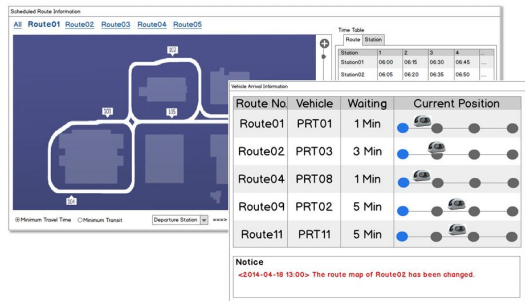 Scheduled Route Information
All Route01 Route02 Route03 Route04 Route05
Time Table
Route Station
Station 1 2 3 4 ...
Station01 06:00 06:15 06:30 06:45 ....
Station02 06:05 06:20 06:35 06:50 ....
Minimum Travel Time Minimum Transit Departure Station ===>
Vehicle Arrival Information
Route No. Vehicle Waiting Current Position
Route01 PRT01 1 Min
Route02 PRT03 3 Min
Route04 PRT08 1 Min
Route09 PRT02 5 Min
Route11 PRT11 5 Min
Notice
<2014-04-18 13:00> The route map of Route02 has been changed.